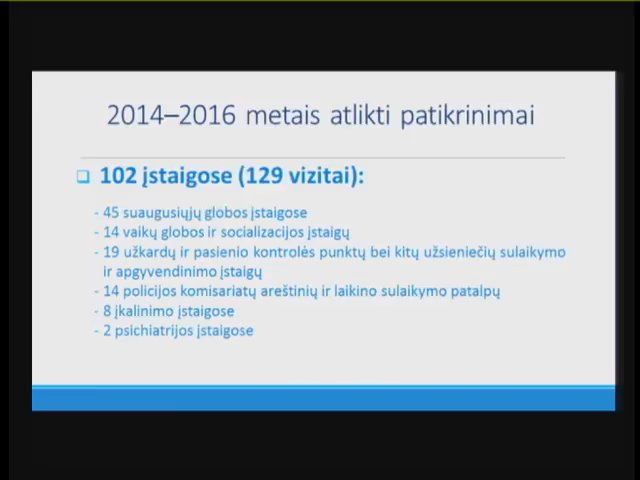 2014–2016 metais atlikti patikrinimai
102 įstaigose (129 vizitai):
- 45 suaugusiųjų globos įstaigose
- 14 vaikų globos ir socializacijos įstaigų
- 19 užkardų ir pasienio kontrolės punktų bei kitų užsieniečių sulaikymo
ir apgyvendinimo įstaigų
- 14 policijos komisariatų areštinių ir laikino sulaikymo patalpų
- 8 įkalinimo įstaigose
- 2 psichiatrijos įstaigose